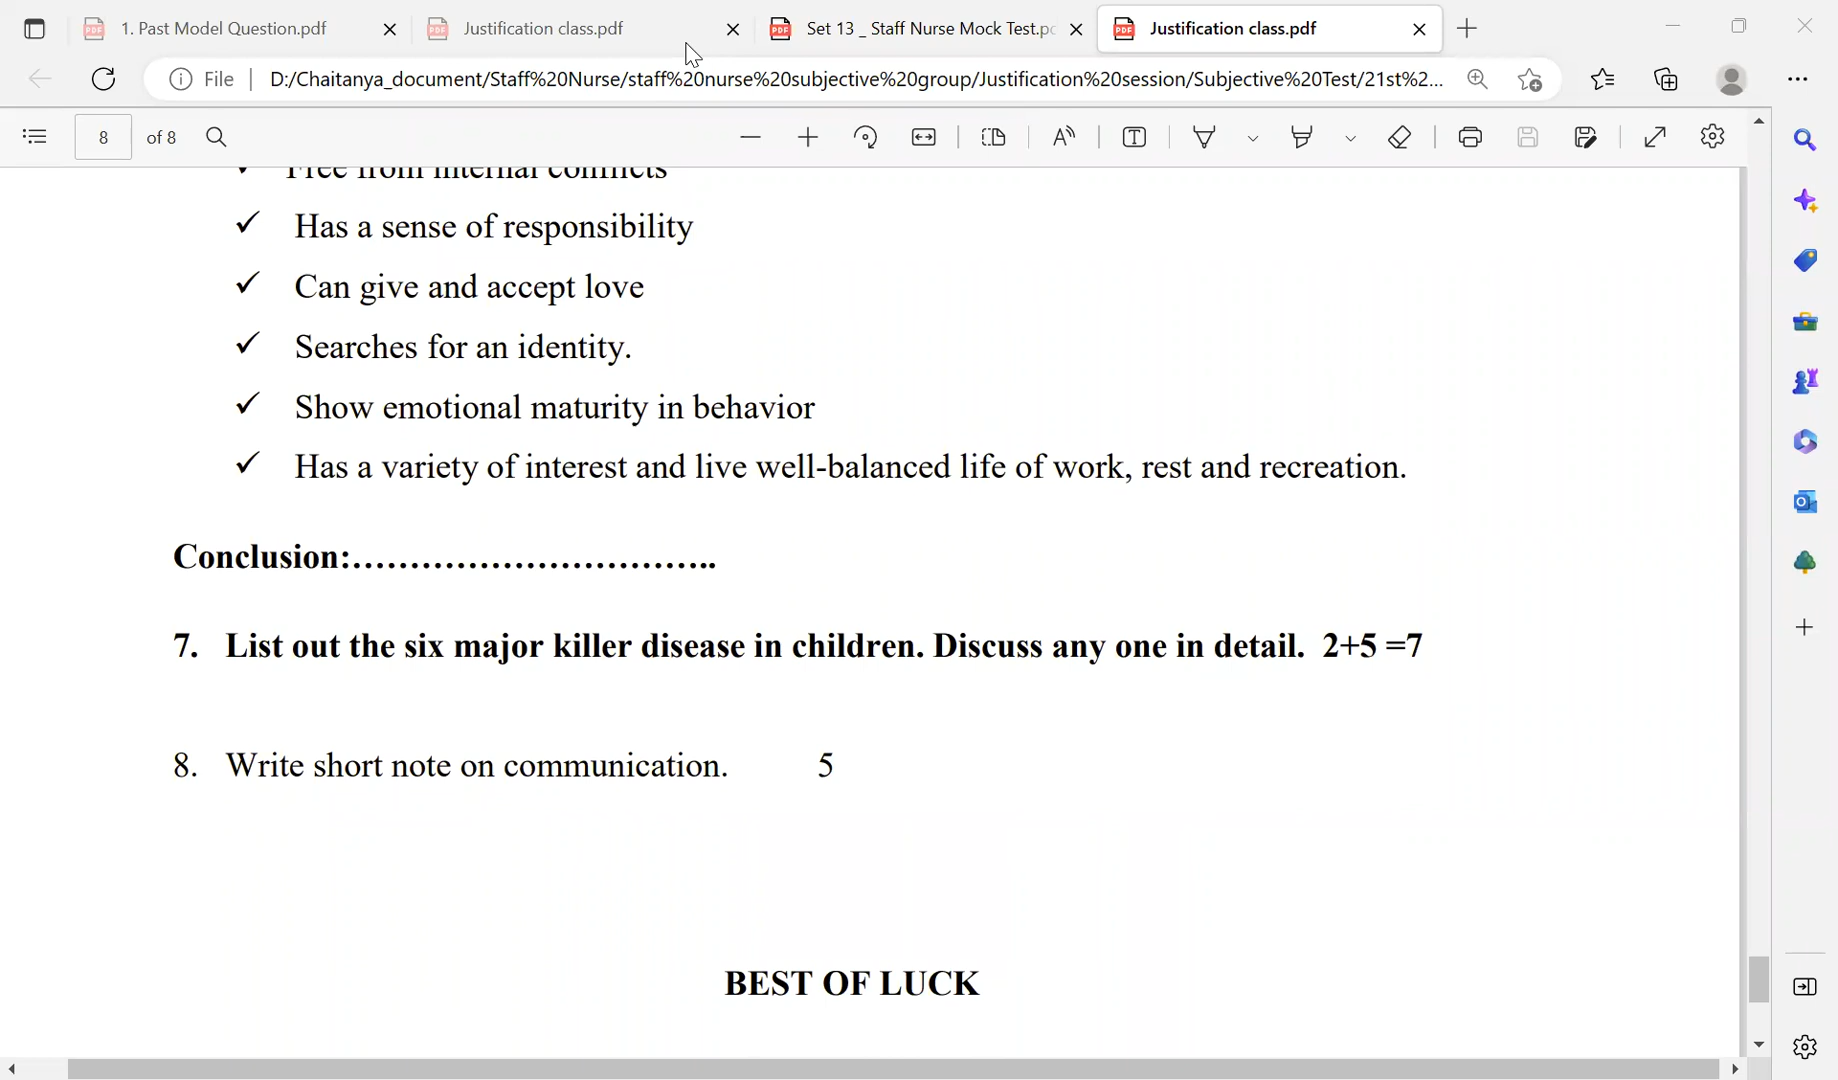 1. Past Model Question.pdf
Justification class.pdf
Set 13 _ Staff Nurse Mock Test.pc
Justification class.pdf
File
D:/Chaitanya_document/Staff%20Nurse/staff%20nurse%20subjective%20group/Justification%20session/Subjective%20Test/21st%2...
8 of 8
Free from internal conflicts
✓ Has a sense of responsibility
✓ Can give and accept love
✓ Searches for an identity.
✓ Show emotional maturity in behavior
✓ Has a variety of interest and live well-balanced life of work, rest and recreation.
Conclusion:................................
7. List out the six major killer disease in children. Discuss any one in detail. 2+5 =7
8. Write short note on communication. 5
BEST OF LUCK